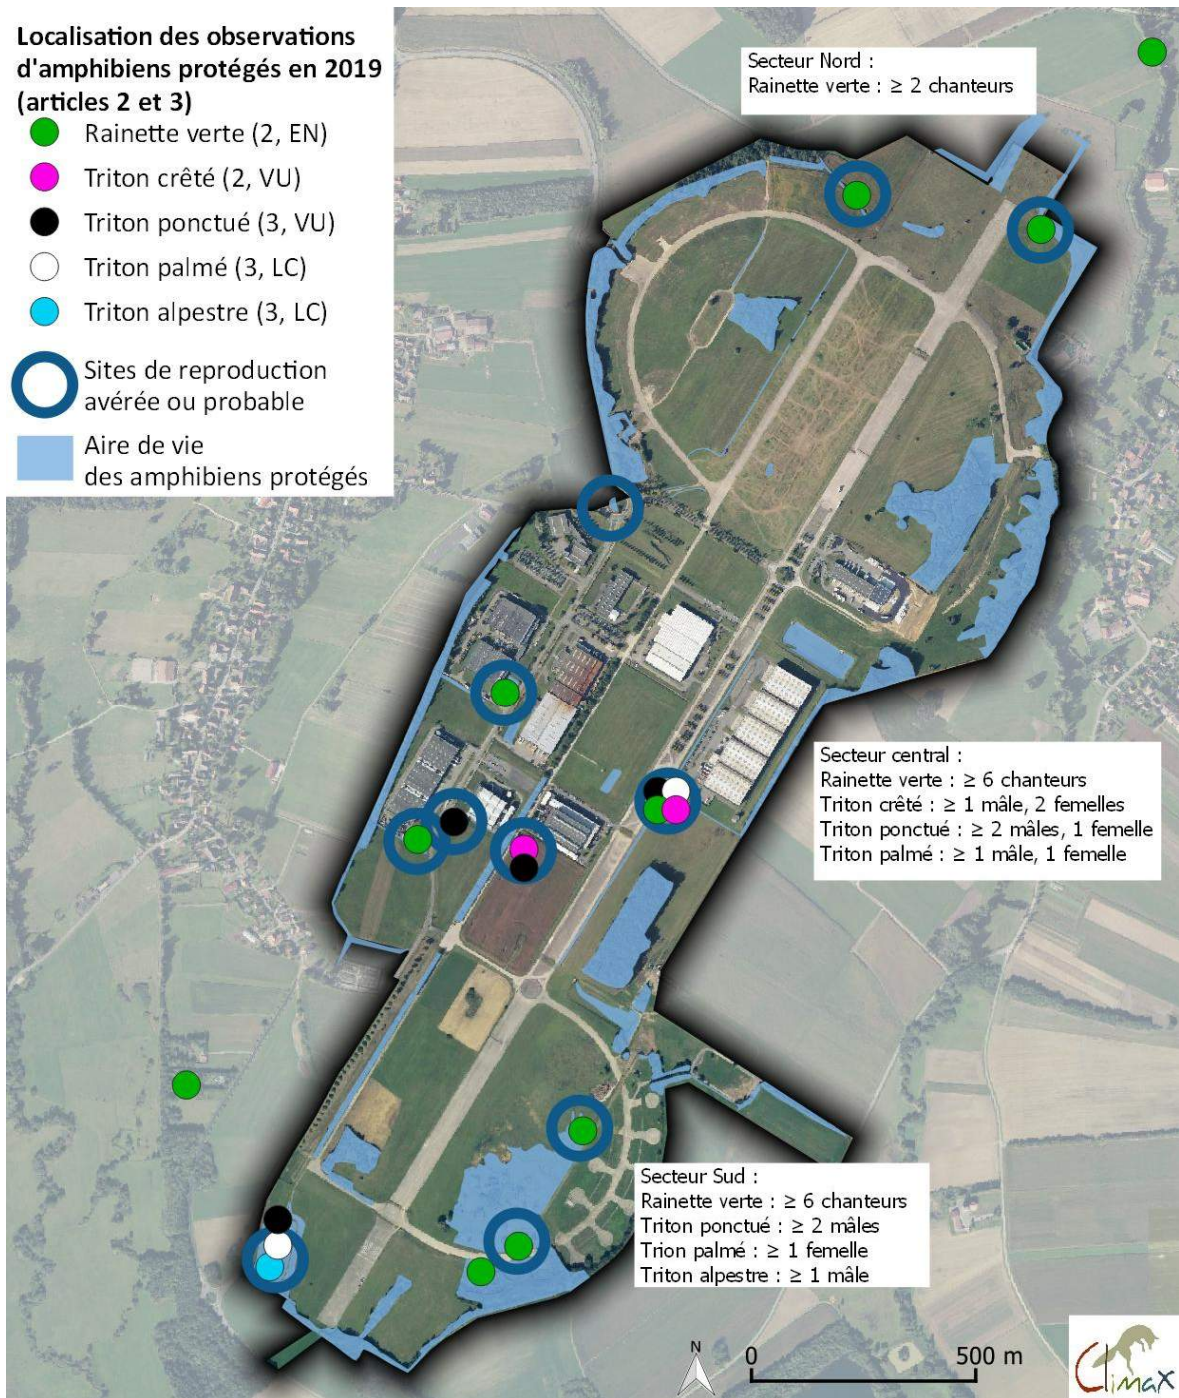 Localisation des observations
d'amphibiens protégés en 2019
(articles 2 et 3)
Rainette verte (2, EN)
Triton crêté (2, VU)
Triton ponctué (3, VU)
Triton palmé (3, LC)
Triton alpestre (3, LC)
Sites de reproduction
avérée ou probable
Aire de vie
des amphibiens protégés
Secteur Nord :
Rainette verte : ≥ 2 chanteurs
Secteur central :
Rainette verte : ≥ 6 chanteurs
Triton crêté : ≥ 1 mâle, 2 femelles
Triton ponctué : ≥ 2 mâles, 1 femelle
Triton palmé : ≥ 1 mâle, 1 femelle
Secteur Sud :
Rainette verte : ≥ 6 chanteurs
Triton ponctué : ≥ 2 mâles
Trion palmé : ≥ 1 femelle
Triton alpestre : ≥ 1 mâle
N
0 500 m
Climax